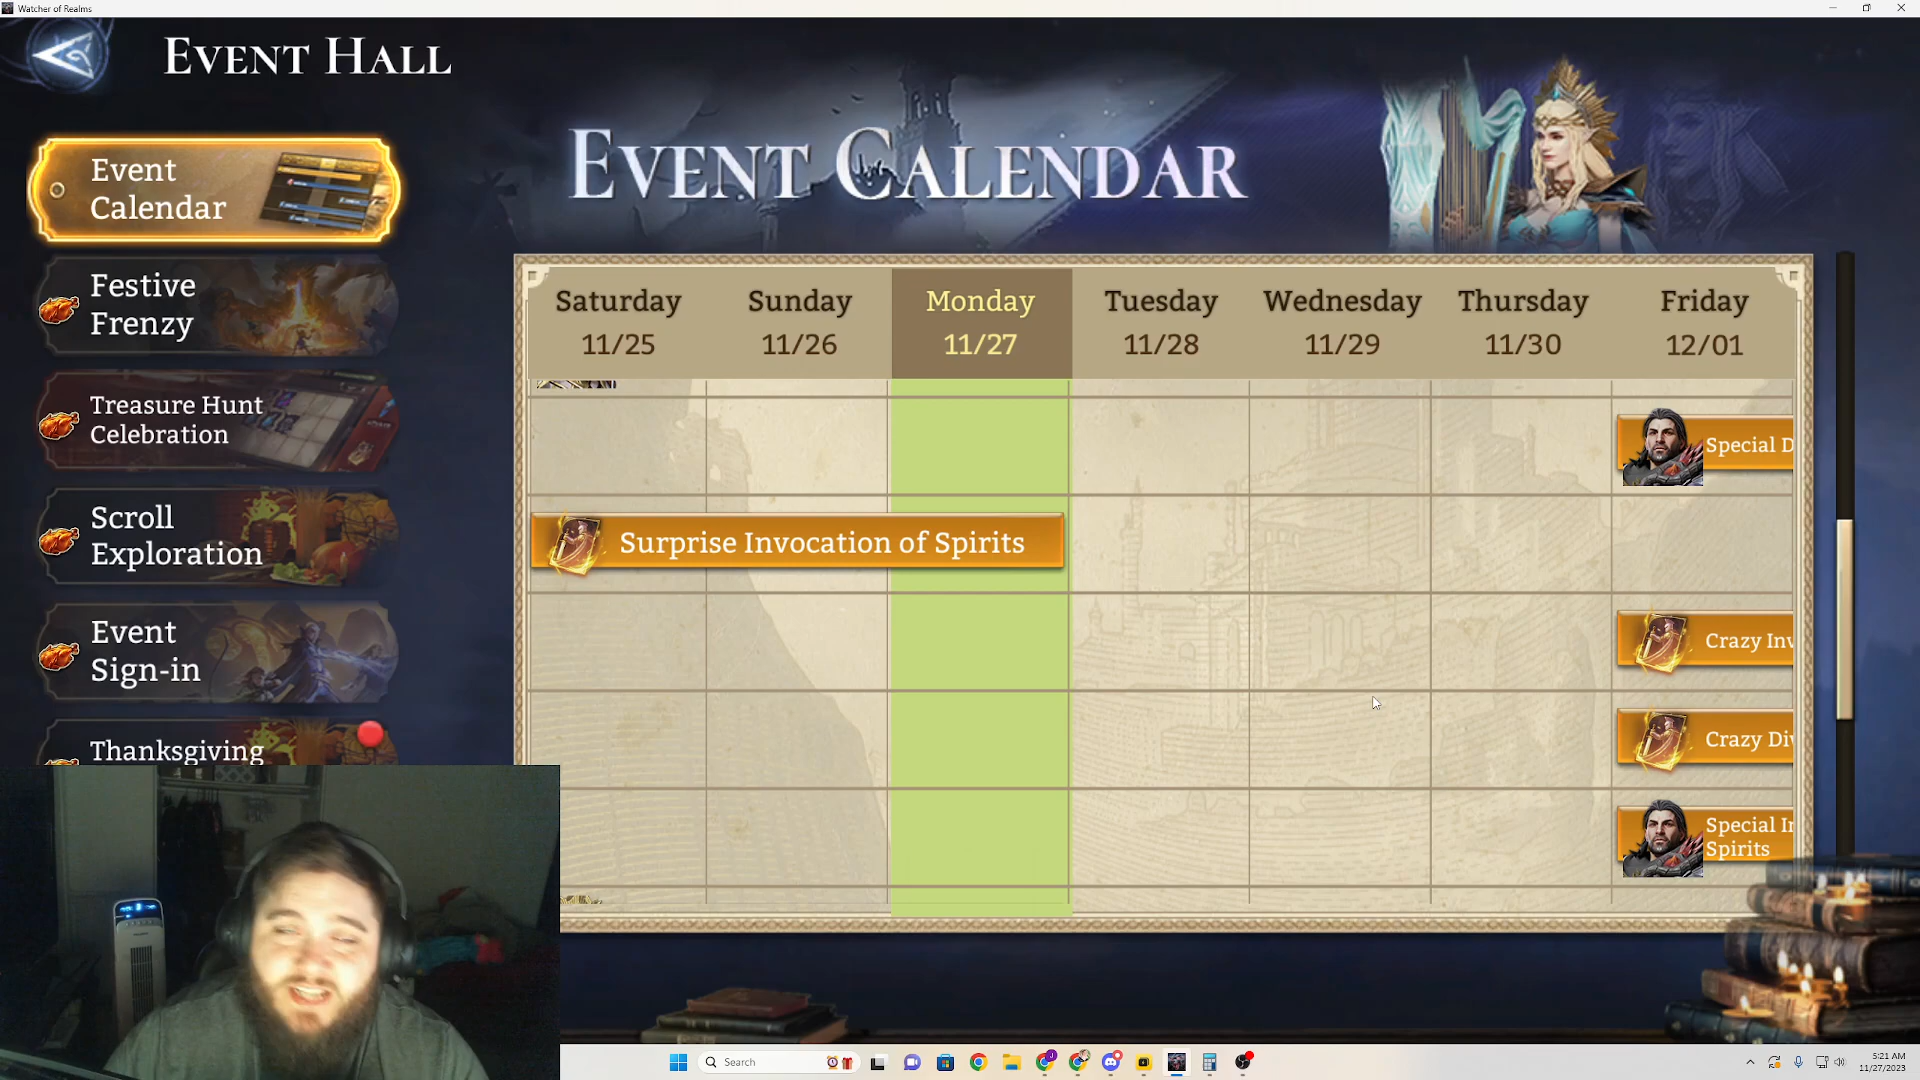 Watcher of Realms
EVENT HALL
Event
Calendar
Festive
Frenzy
Treasure Hunt
Celebration
Scroll
Exploration
Event
Sign-in
Thanksgiving
EVENT CALENDAR
Saturday Sunday Monday Tuesday Wednesday Thursday Friday
11/25 11/26 11/27 11/28 11/29 11/30 12/01
Special D
Surprise Invocation of Spirits
Crazy Inv
Crazy Div
Special In
Spirits
Search
5:21 AM
11/27/2023